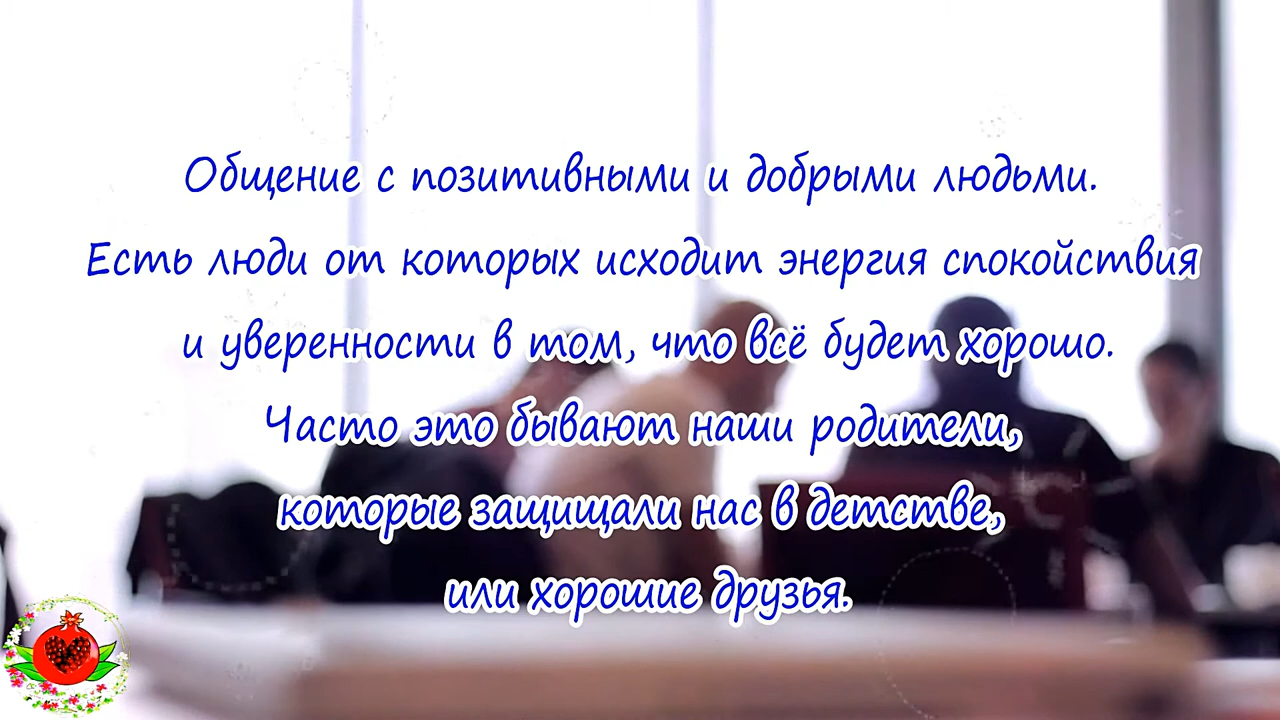 Общение с позитивными и добрыми людьми.
Есть люди от которых исходит энергия спокойствия
и уверенности в том, что всё будет хорошо.
Часто это бывают наши родители,
которые защищали нас в детстве,
или хорошие друзья.